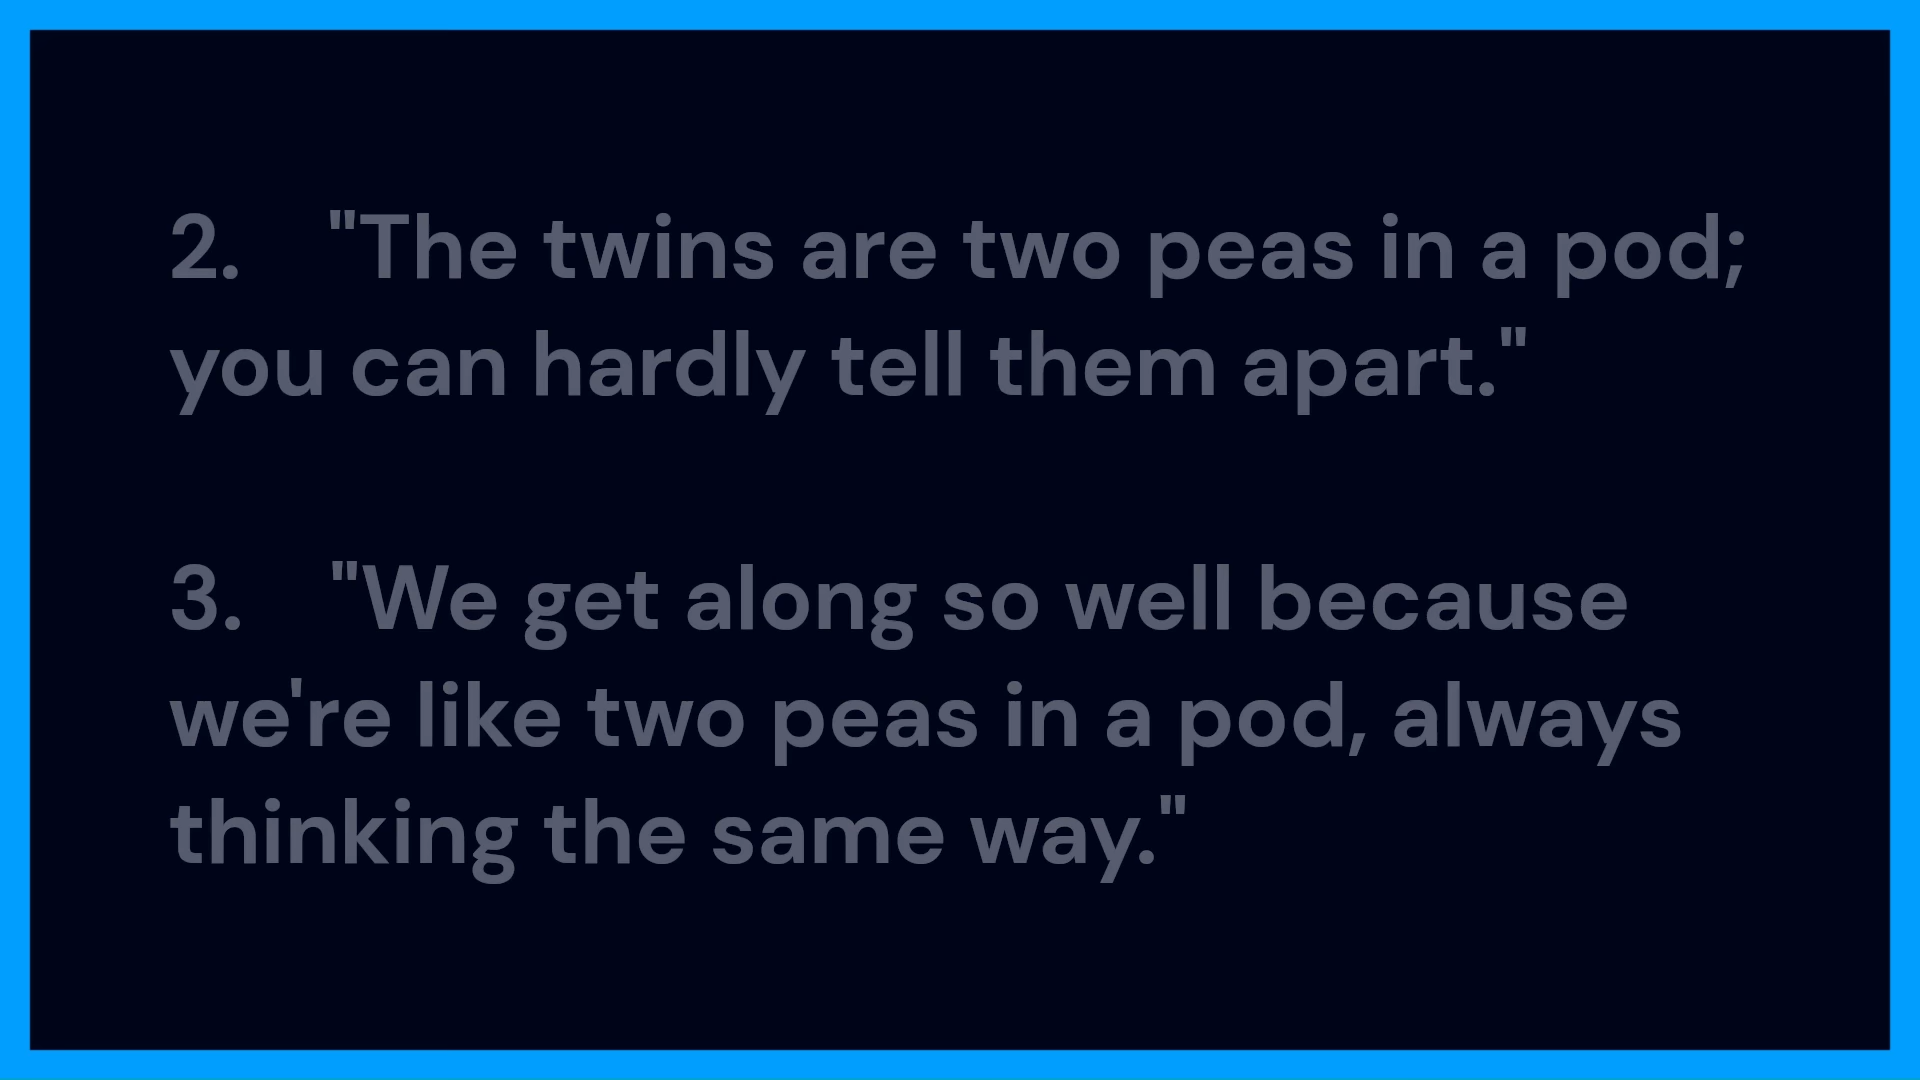 2. "The twins are two peas in a pod;
you can hardly tell them apart."
3. "We get along so well because
we're like two peas in a pod, always
thinking the same way."